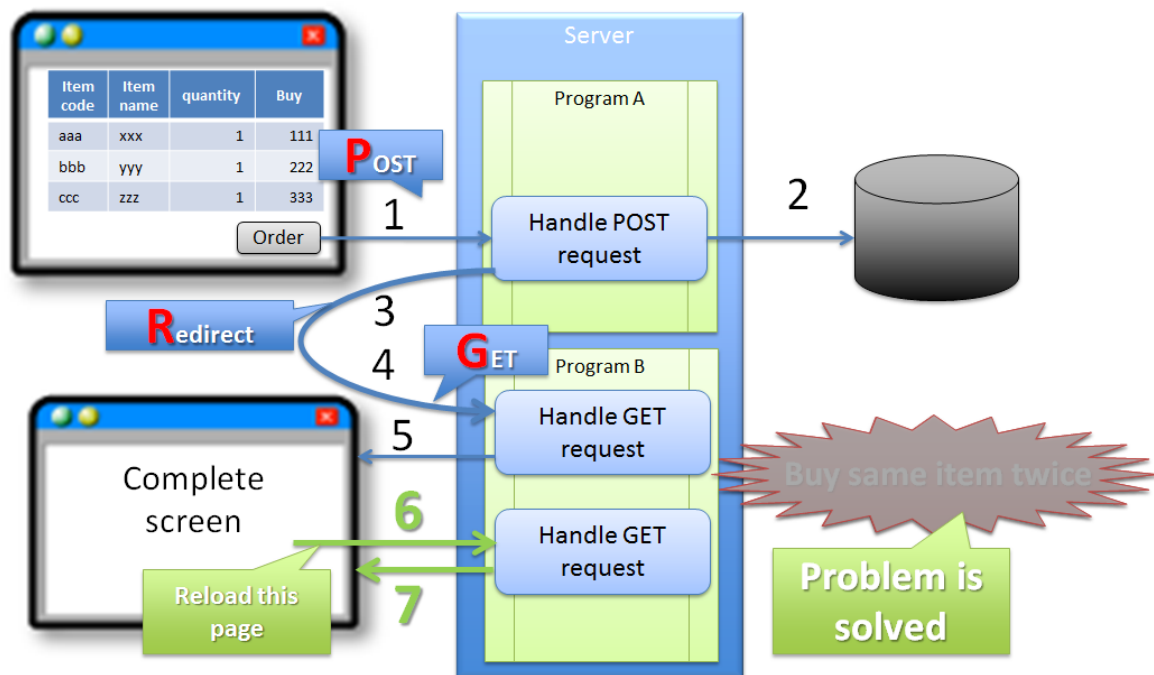 Server
Item code
Item name
quantity
Buy
aaa xxx 1 111
bbb yyy 1 222
ccc zzz 1 333
Order
POST
1
Program A
Handle POST
request
2
Redirect
3
4
GET
Program B
Handle GET
request
5
Complete
screen
6
Handle GET
request
7
Reload this
page
Buy same item twice
Problem is
solved